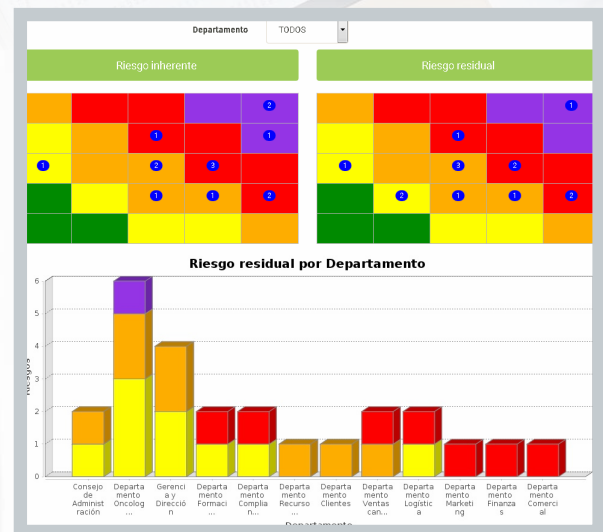 Departamento TODOS
Riesgo inherente Riesgo residual
2 1
1 1 1
1 2 3 1 3 2
1 1 2 2 1 1 2
Riesgo residual por Departamento
6
5
4
3
2
1
0
Riesgos
Consejo de Administ ración
Departa mento Oncolog ...
Gerenci a y Direcció n
Departa mento Formaci ...
Departa mento Complia n...
Departa mento Recurso ...
Departa mento Clientes
Departa mento Ventas can...
Departa mento Logístic a
Departa mento Marketi ng
Departa mento Finanza s
Departa mento Comerci al
Departamento